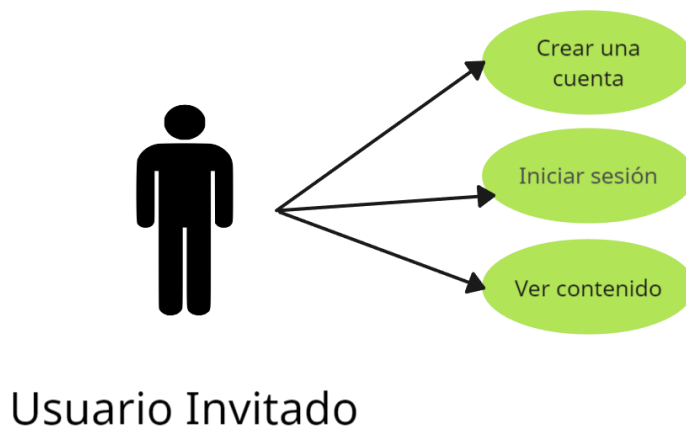 Crear una
cuenta
Iniciar sesión
Ver contenido
Usuario Invitado